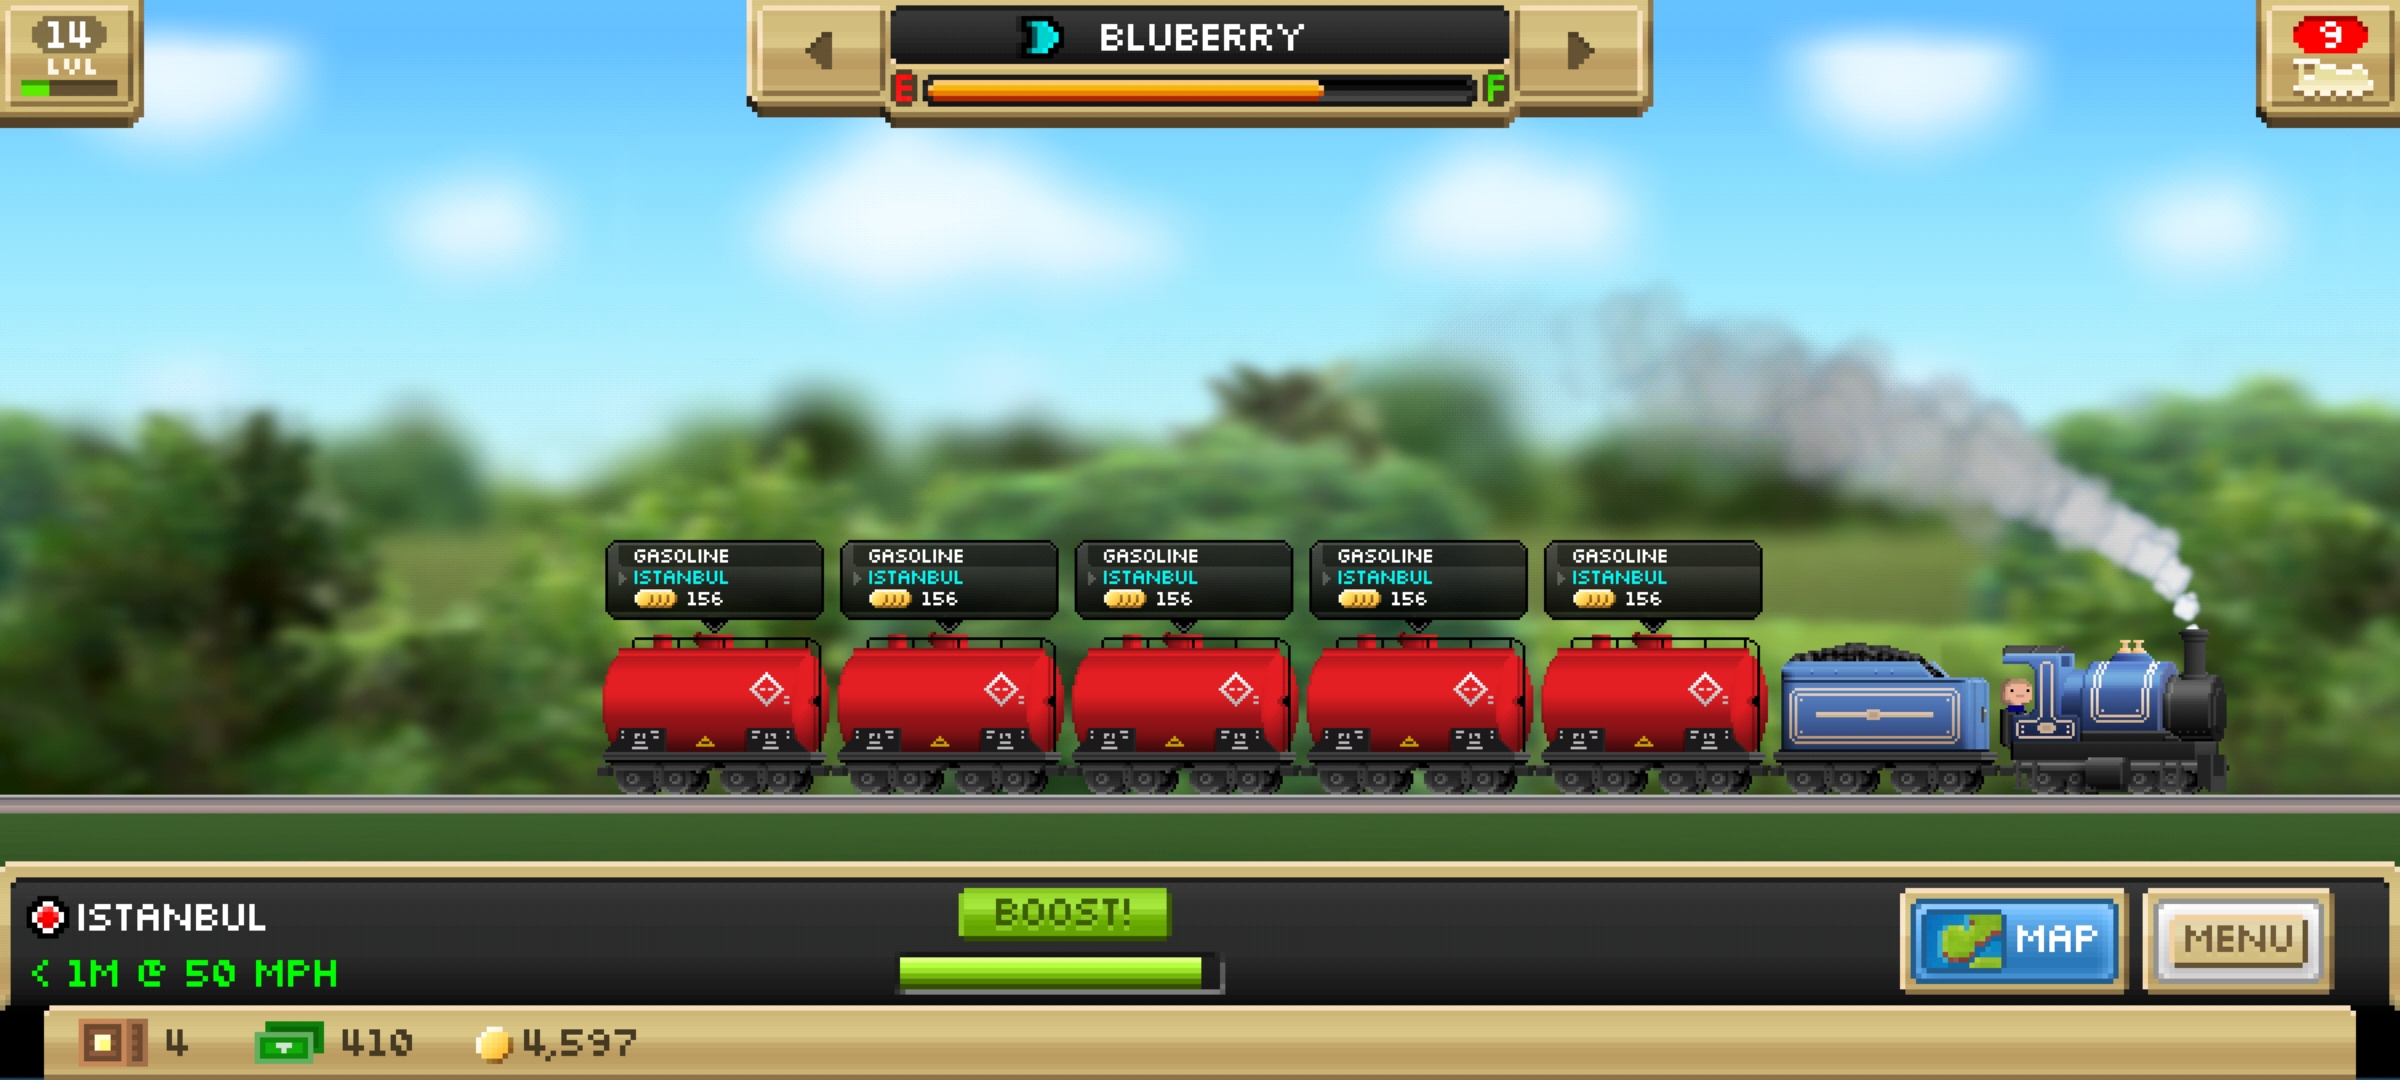 14
LVL
BLUBERRY
E
F
9
GASOLINE
ISTANBUL
156
GASOLINE
ISTANBUL
156
GASOLINE
ISTANBUL
156
GASOLINE
ISTANBUL
156
GASOLINE
ISTANBUL
156
ISTANBUL
< 1M @ 50 MPH
BOOST!
MAP
MENU
4
410
4,597